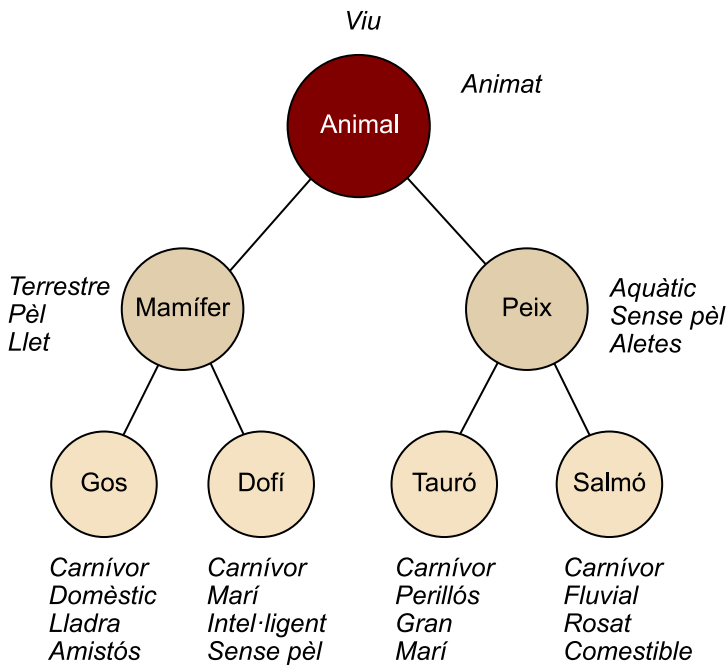 Viu
Animat
Animal
Terrestre
Pèl
Llet
Mamífer
Peix
Aquàtic
Sense pèl
Aletes
Gos
Dofí
Tauró
Salmó
Carnívor
Domèstic
Lladra
Amistós
Carnívor
Marí
Intel·ligent
Sense pèl
Carnívor
Perillós
Gran
Marí
Carnívor
Fluvial
Rosat
Comestible